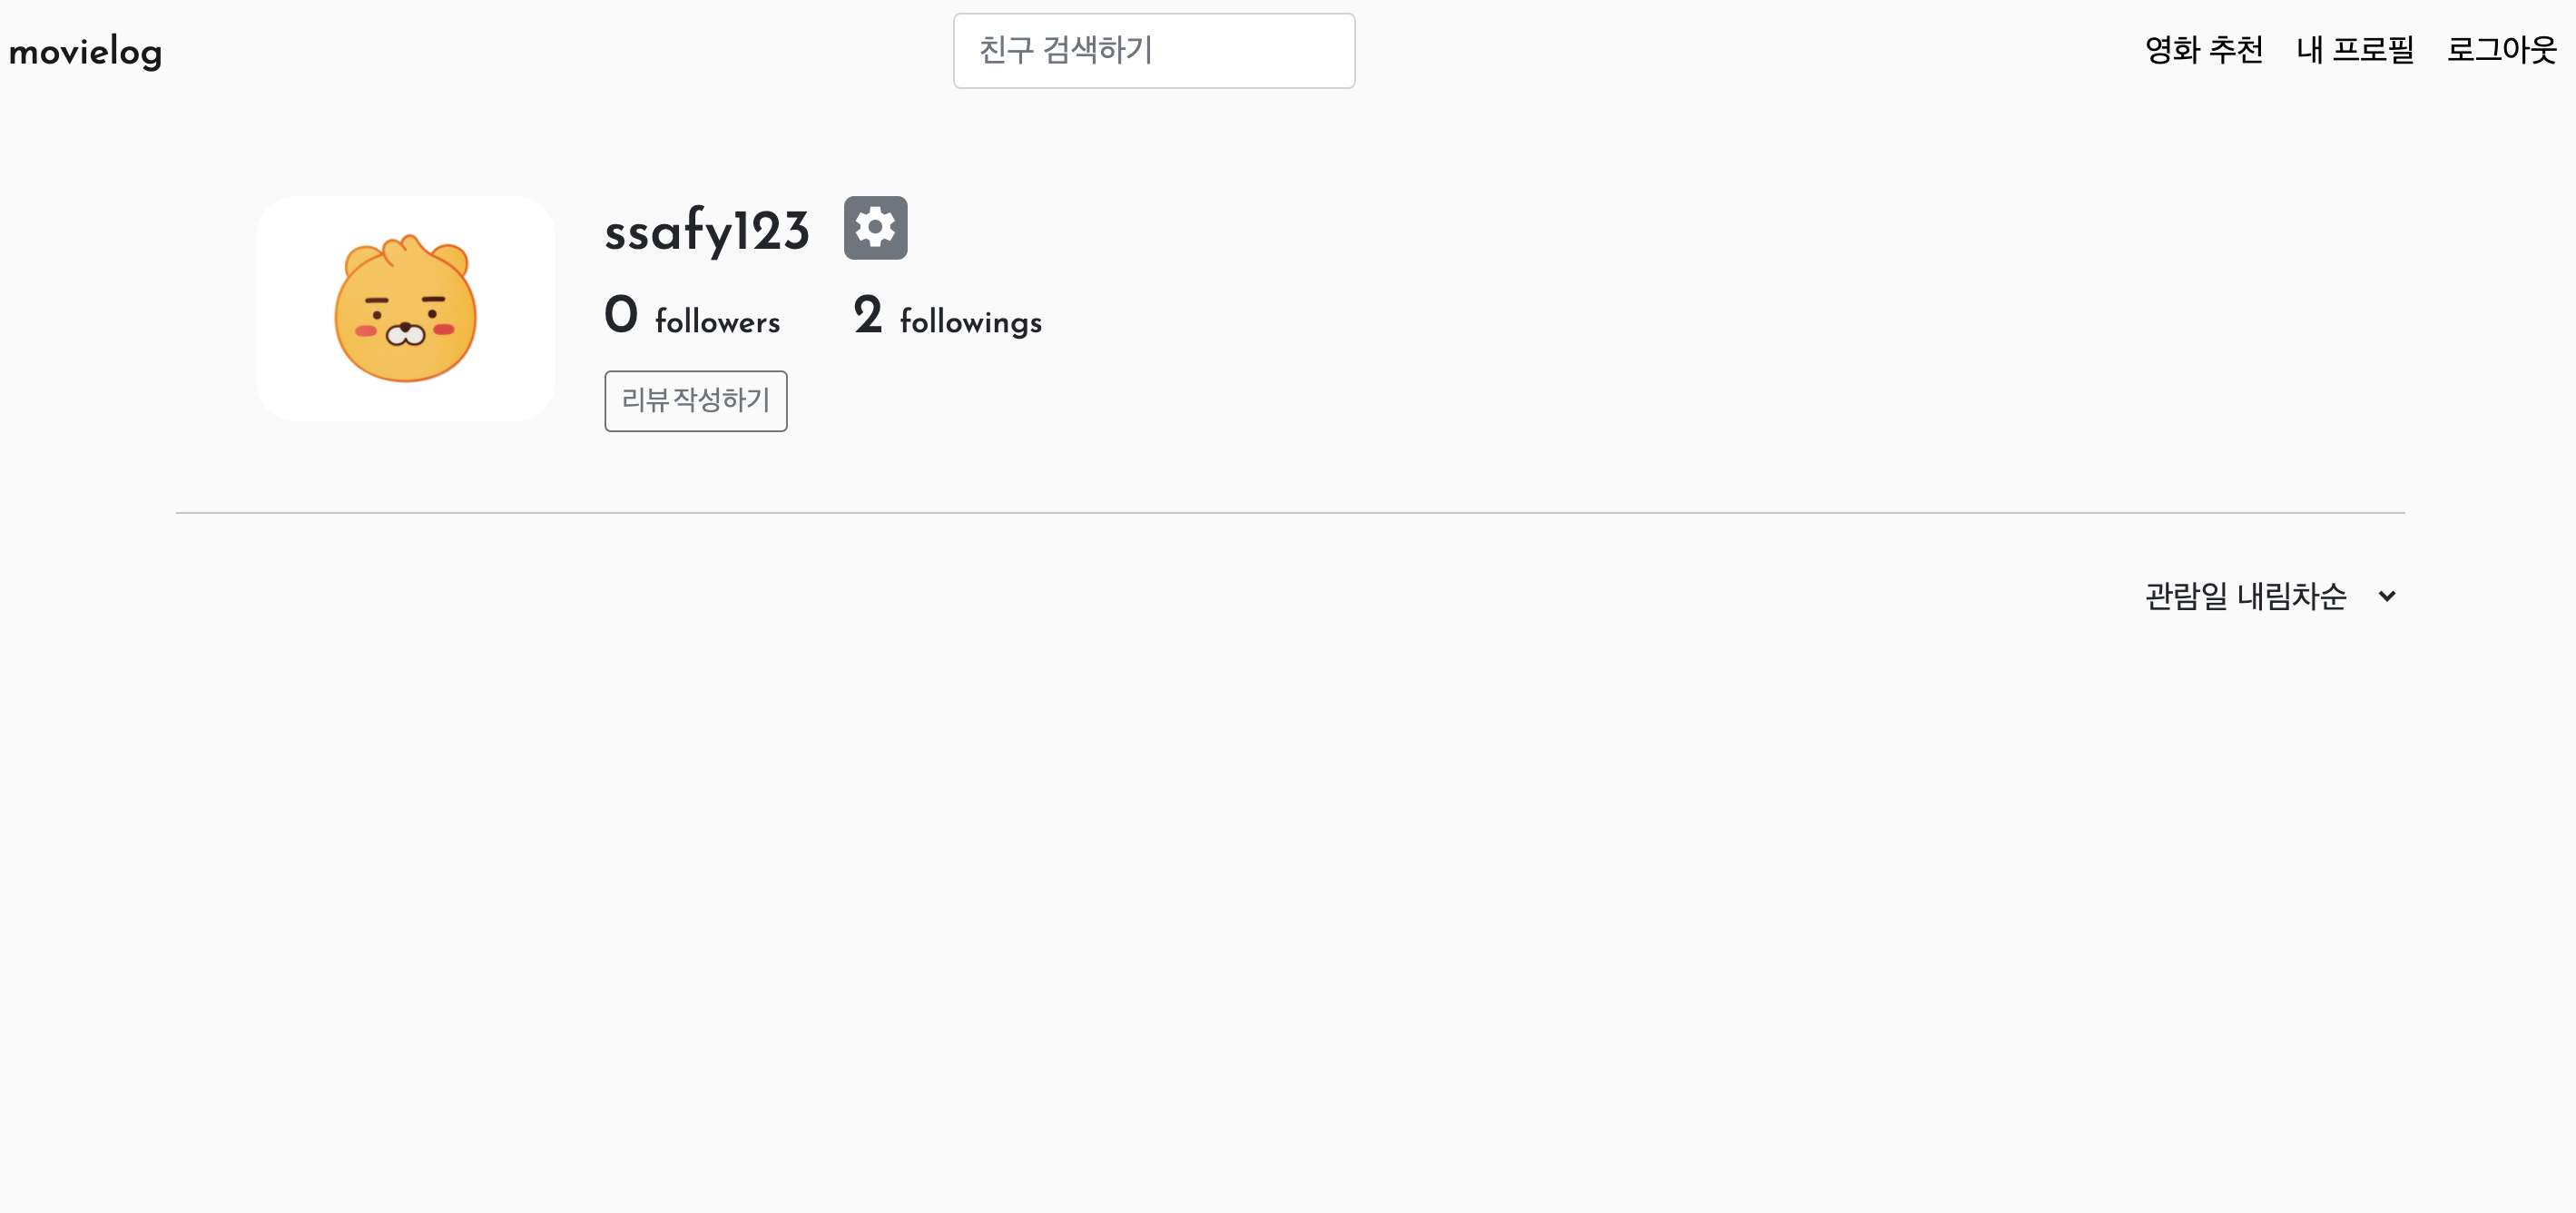 movielog
친구 검색하기
영화 추천 내 프로필 로그아웃
ssafy123
0 followers 2 followings
리뷰 작성하기
관람일 내림차순